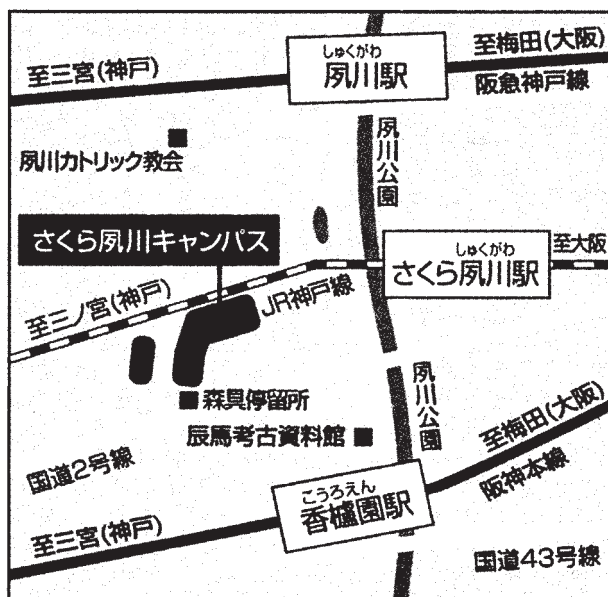 至三宮(神戸)
しゅくがわ
夙川駅
至梅田(大阪)
阪急神戸線
夙川公園
夙川カトリック教会
さくら夙川キャンパス
しゅくがわ
さくら夙川駅
至大阪
至三ノ宮(神戸)
JR神戸線
森具停留所
夙川公園
辰馬考古資料館
至梅田(大阪)
阪神本線
国道2号線
こうろえん
香櫨園駅
至三宮(神戸)
国道43号線